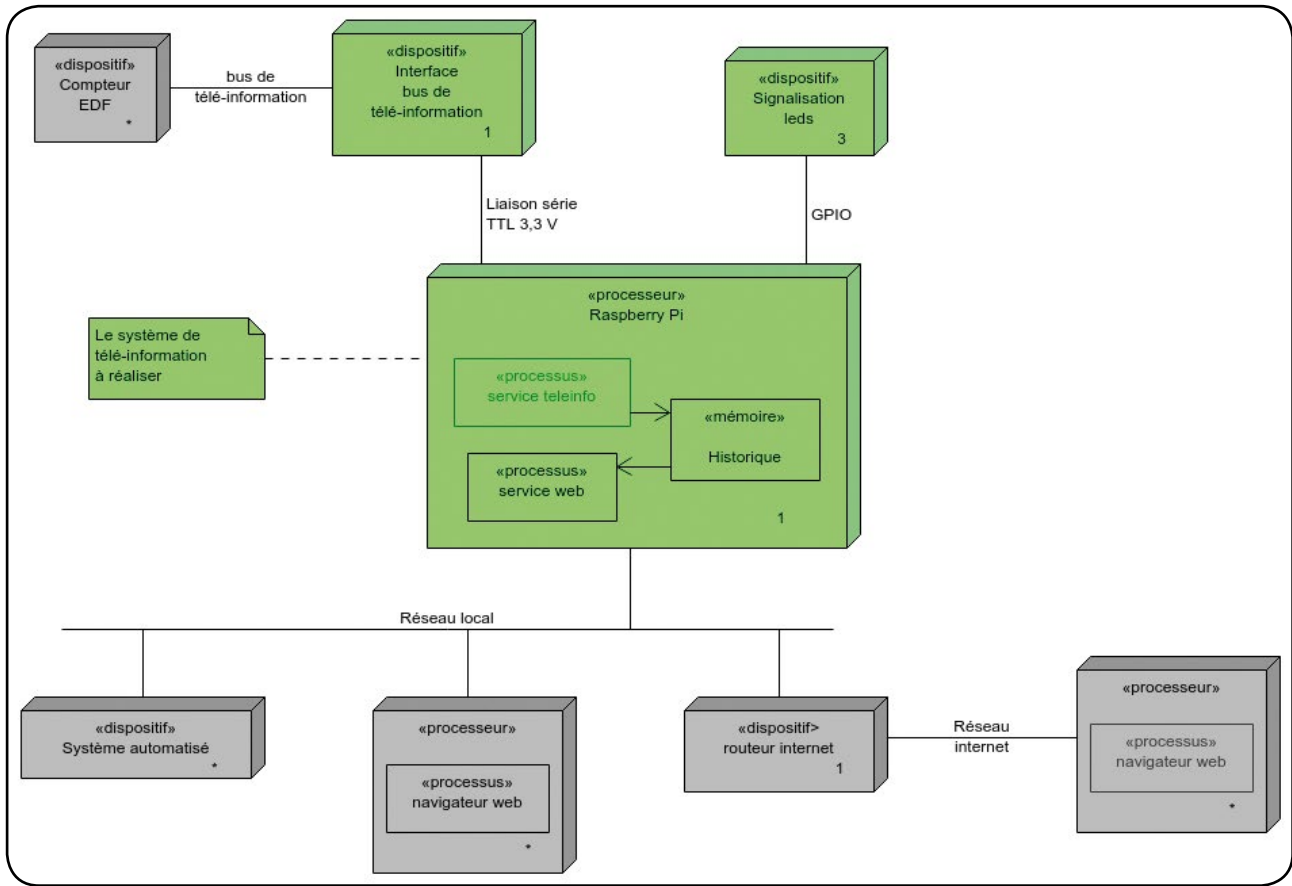 «dispositif»
Compteur
EDF
*
bus de
télé-information
«dispositif»
Interface
bus de
télé-information
1
«dispositif»
Signalisation
leds
3
Liaison série
TTL 3,3 V
GPIO
«processeur»
Raspberry Pi
Le système de
télé-information
à réaliser
«processus»
service teleinfo
«mémoire»
Historique
«processus»
service web
1
Réseau local
«dispositif»
Système automatisé
*
«processeur»
«processus»
navigateur web
*
«dispositif>
routeur internet
1
Réseau
internet
«processeur»
«processus»
navigateur web
*